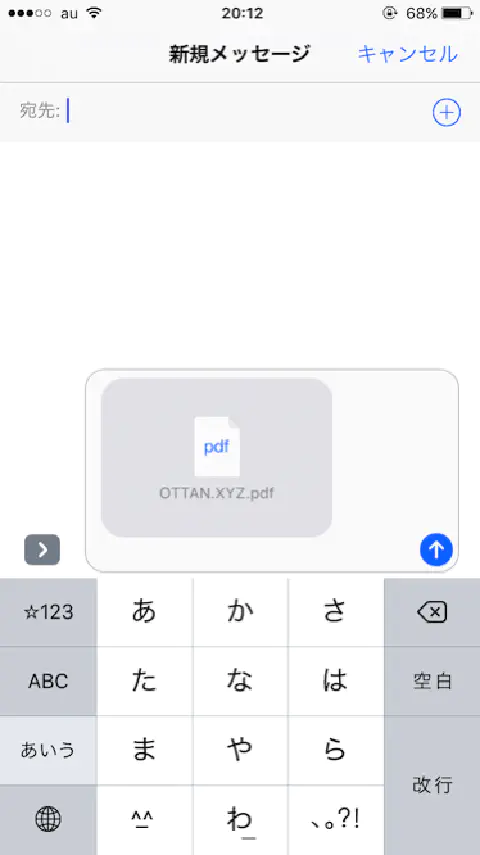 au 20:12 68%
新規メッセージ キャンセル
宛先:
pdf
OTTAN.XYZ.pdf
☆123 あ か さ
ABC た な は 空白
あいう ま や ら
改行
^^ わ 、。?!